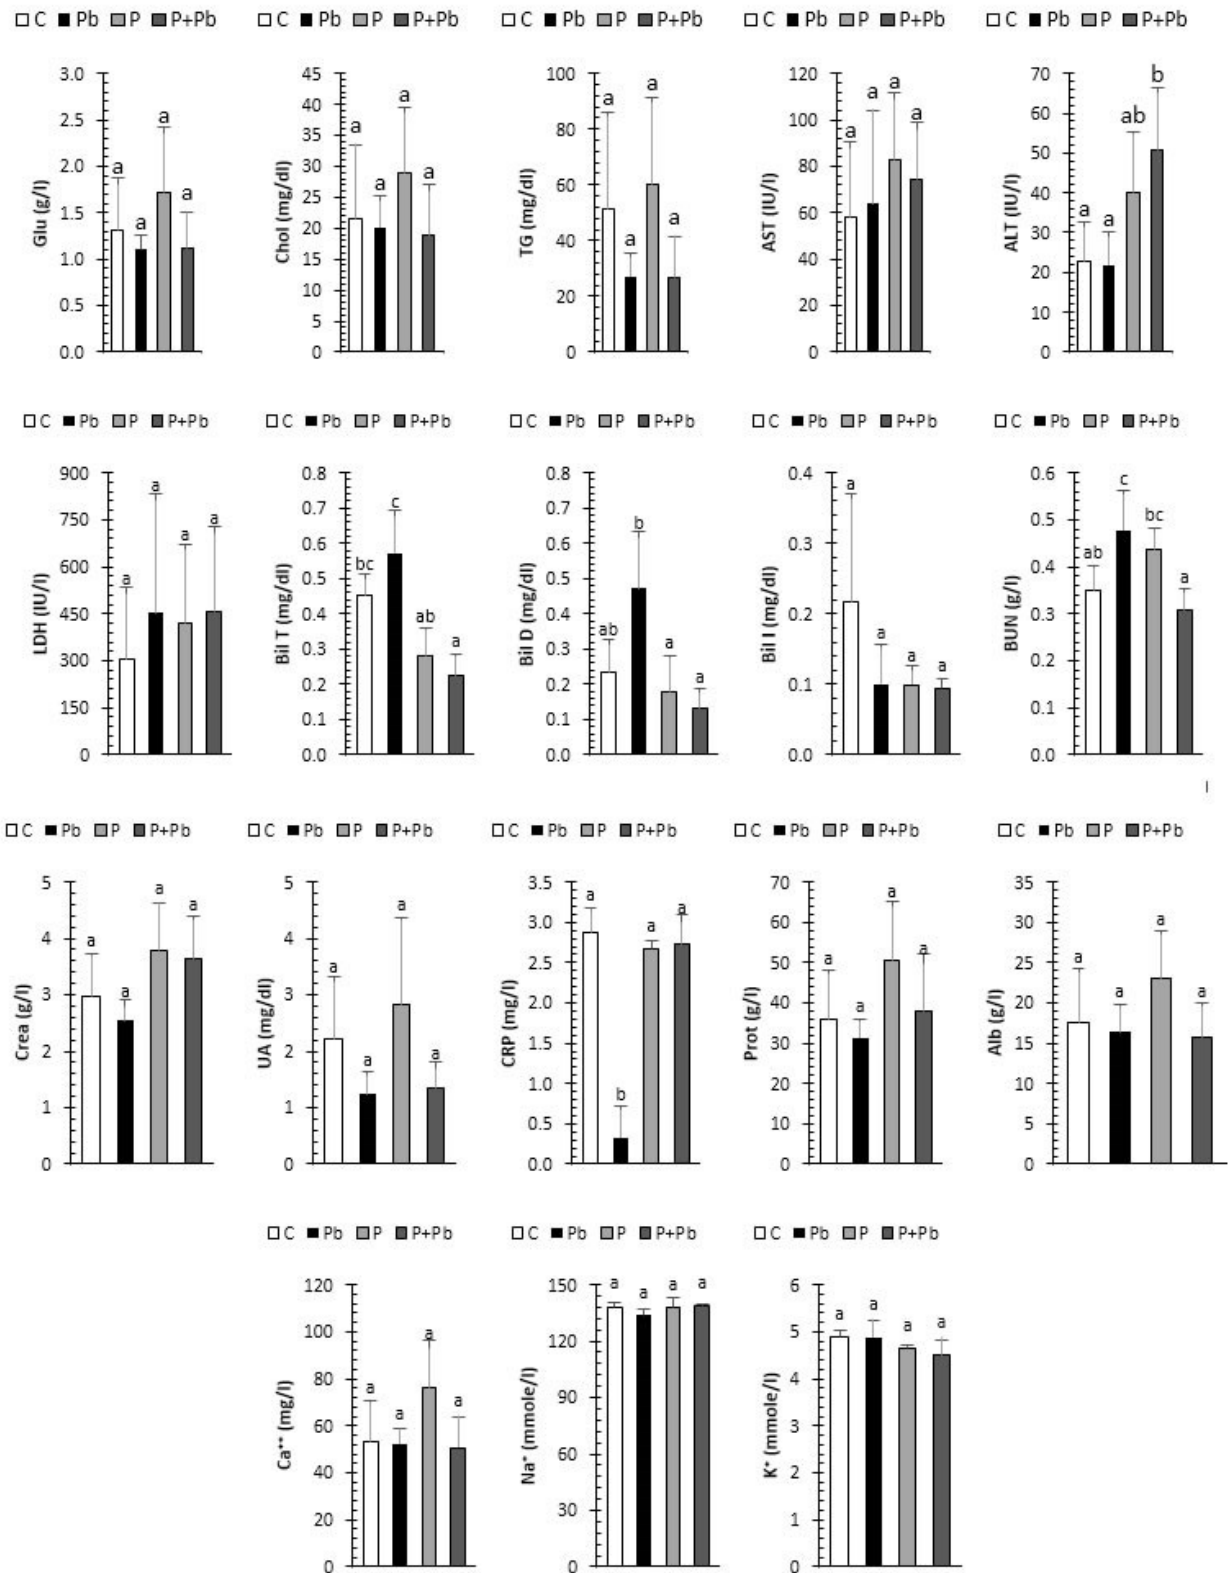 C Pb P P+Pb C Pb P P+Pb C Pb P P+Pb C Pb P P+Pb C Pb P P+Pb
Glu (g/l) 3.0 2.5 2.0 1.5 1.0 0.5 0.0 a a a a
Chol (mg/dl) 45 40 35 30 25 20 15 10 5 0 a a a a
TG (mg/dl) 100 80 60 40 20 0 a a a a
AST (IU/l) 120 100 80 60 40 20 0 a a a a
ALT (IU/l) 70 60 50 40 30 20 10 0 a a ab b
C Pb P P+Pb C Pb P P+Pb C Pb P P+Pb C Pb P P+Pb C Pb P P+Pb
LDH (IU/l) 900 750 600 450 300 150 0 a a a a
Bil T (mg/dl) 0.8 0.7 0.6 0.5 0.4 0.3 0.2 0.1 0.0 bc c ab a
Bil D (mg/dl) 0.8 0.7 0.6 0.5 0.4 0.3 0.2 0.1 0.0 ab b a a
Bil I (mg/dl) 0.4 0.3 0.2 0.1 0.0 a a a a
BUN (g/l) 0.6 0.5 0.4 0.3 0.2 0.1 0.0 ab c bc a
C Pb P P+Pb C Pb P P+Pb C Pb P P+Pb C Pb P P+Pb C Pb P P+Pb
Crea (g/l) 5 4 3 2 1 0 a a a a
UA (mg/dl) 5 4 3 2 1 0 a a a a
CRP (mg/l) 3.5 3.0 2.5 2.0 1.5 1.0 0.5 0.0 a b a a
Prot (g/l) 70 60 50 40 30 20 10 0 a a a a
Alb (g/l) 35 30 25 20 15 10 5 0 a a a a
C Pb P P+Pb C Pb P P+Pb C Pb P P+Pb
Ca⁺⁺ (mg/l) 120 100 80 60 40 20 0 a a a a
Na⁺ (mmole/l) 150 120 90 60 30 0 a a a a
K⁺ (mmole/l) 6 5 4 3 2 1 0 a a a a